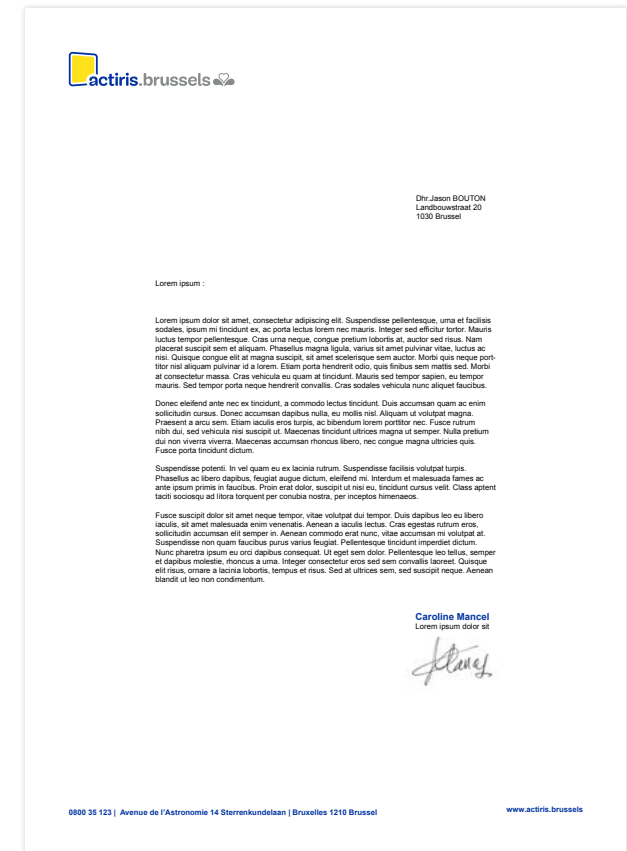 actiris.brussels
Dhr.Jason BOUTON
Landbouwstraat 20
1030 Brussel
Lorem ipsum :
Lorem ipsum dolor sit amet, consectetur adipiscing elit. Suspendisse pellentesque, urna et facilisis
sodales, ipsum mi tincidunt ex, ac porta lectus lorem nec mauris. Integer sed efficitur tortor. Mauris
luctus tempor pellentesque. Cras urna neque, congue pretium lobortis at, auctor sed risus. Nam
placerat suscipit sem et aliquam. Phasellus magna ligula, varius sit amet pulvinar vitae, luctus ac
nisi. Quisque congue elit at magna suscipit, sit amet scelerisque sem auctor. Morbi quis neque port-
titor nisl aliquam pulvinar id a lorem. Etiam porta hendrerit odio, quis finibus sem mattis sed. Morbi
at consectetur massa. Cras vehicula eu quam at tincidunt. Mauris sed tempor sapien, eu tempor
mauris. Sed tempor porta neque hendrerit convallis. Cras sodales vehicula nunc aliquet faucibus.
Donec eleifend ante nec ex tincidunt, a commodo lectus tincidunt. Duis accumsan quam ac enim
sollicitudin cursus. Donec accumsan dapibus nulla, eu mollis nisl. Aliquam ut volutpat magna.
Praesent a arcu sem. Etiam iaculis eros turpis, ac bibendum lorem porttitor nec. Fusce rutrum
nibh dui, sed vehicula nisi suscipit ut. Maecenas tincidunt ultrices magna ut semper. Nulla pretium
dui non viverra viverra. Maecenas accumsan rhoncus libero, nec congue magna ultricies quis.
Fusce porta tincidunt dictum.
Suspendisse potenti. In vel quam eu ex lacinia rutrum. Suspendisse facilisis volutpat turpis.
Phasellus ac libero dapibus, feugiat augue dictum, eleifend mi. Interdum et malesuada fames ac
ante ipsum primis in faucibus. Proin erat dolor, suscipit ut nisi eu, tincidunt cursus velit. Class aptent
taciti sociosqu ad litora torquent per conubia nostra, per inceptos himenaeos.
Fusce suscipit dolor sit amet neque tempor, vitae volutpat dui tempor. Duis dapibus leo eu libero
iaculis, sit amet malesuada enim venenatis. Aenean a iaculis lectus. Cras egestas rutrum eros,
sollicitudin accumsan elit semper in. Aenean commodo erat nunc, vitae accumsan mi volutpat at.
Suspendisse non quam faucibus purus varius feugiat. Pellentesque tincidunt imperdiet dictum.
Nunc pharetra ipsum eu orci dapibus consequat. Ut eget sem dolor. Pellentesque leo tellus, semper
et dapibus molestie, rhoncus a urna. Integer consectetur eros sed sem convallis laoreet. Quisque
elit risus, ornare a lacinia lobortis, tempus et risus. Sed at ultrices sem, sed suscipit neque. Aenean
blandit ut leo non condimentum.
Caroline Mancel
Lorem ipsum dolor sit
0800 35 123 | Avenue de l'Astronomie 14 Sterrenkundelaan | Bruxelles 1210 Brussel
www.actiris.brussels